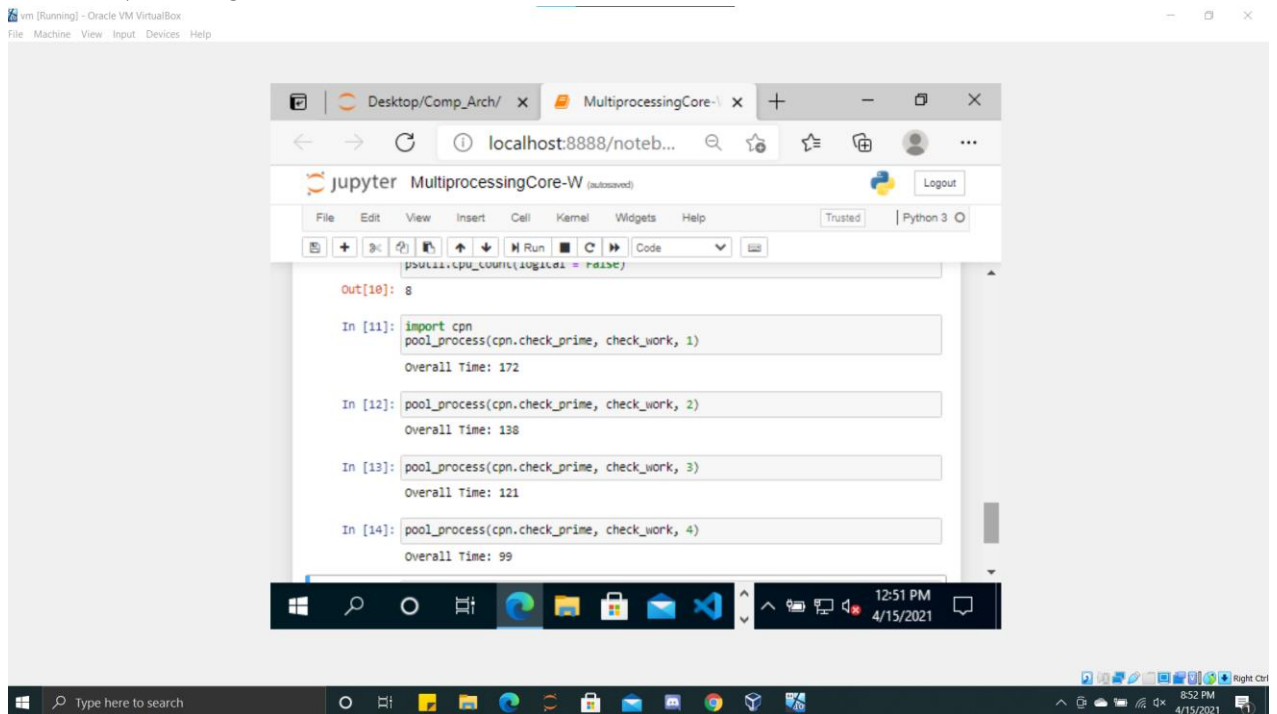 vm [Running] - Oracle VM VirtualBox
File Machine View Input Devices Help
Desktop/Comp_Arch/
MultiprocessingCore-
localhost:8888/noteb...
jupyter MultiprocessingCore-W (autosaved)
Logout
File Edit View Insert Cell Kernel Widgets Help
Trusted
Python 3
Run
Code
psutil.cpu_count(logical = False)
Out[10]: 8
In [11]: import cpn
pool_process(cpn.check_prime, check_work, 1)
Overall Time: 172
In [12]: pool_process(cpn.check_prime, check_work, 2)
Overall Time: 138
In [13]: pool_process(cpn.check_prime, check_work, 3)
Overall Time: 121
In [14]: pool_process(cpn.check_prime, check_work, 4)
Overall Time: 99
12:51 PM
4/15/2021
Right Ctrl
Type here to search
8:52 PM
4/15/2021